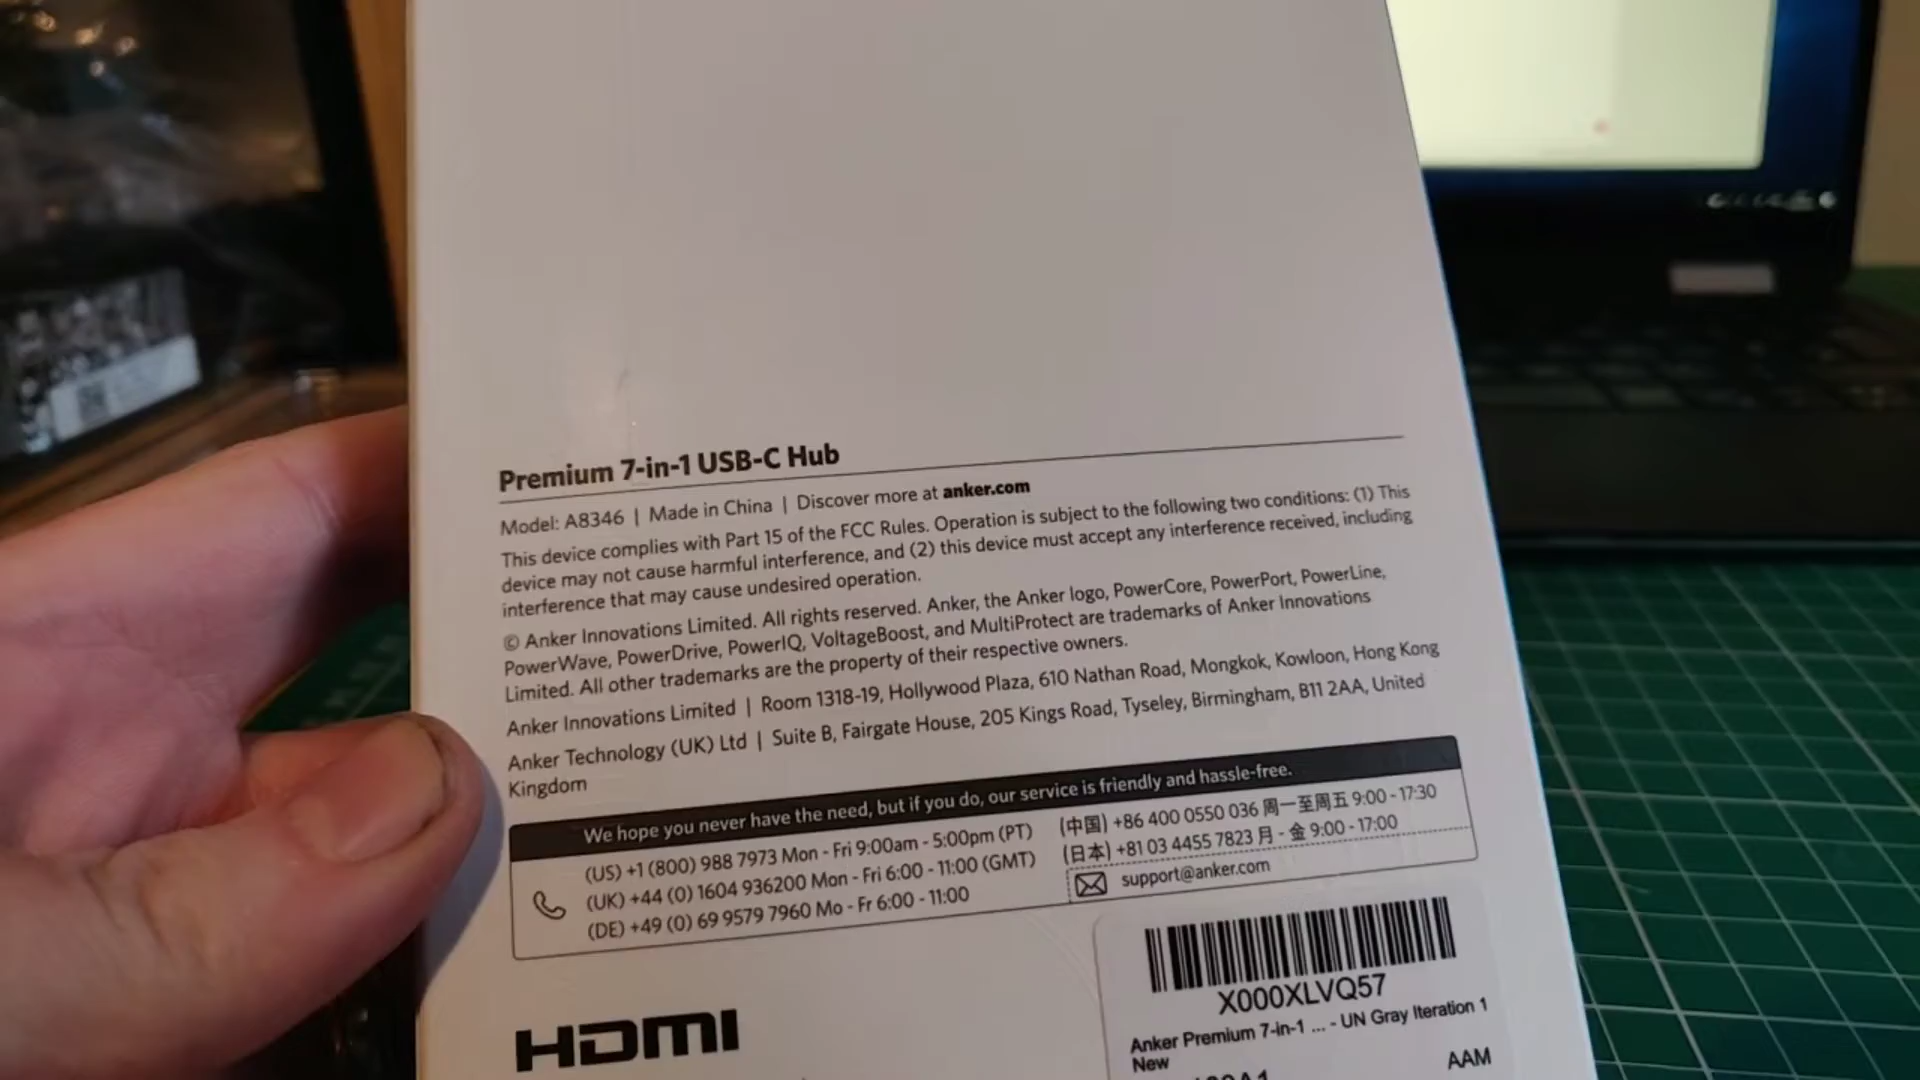 Premium 7-in-1 USB-C Hub
Model: A8346 | Made in China | Discover more at anker.com
This device complies with Part 15 of the FCC Rules. Operation is subject to the following two conditions: (1) This
device may not cause harmful interference, and (2) this device must accept any interference received, including
interference that may cause undesired operation.
© Anker Innovations Limited. All rights reserved. Anker, the Anker logo, PowerCore, PowerPort, PowerLine,
PowerWave, PowerDrive, PowerIQ, VoltageBoost, and MultiProtect are trademarks of Anker Innovations
Limited. All other trademarks are the property of their respective owners.
Anker Innovations Limited | Room 1318-19, Hollywood Plaza, 610 Nathan Road, Mongkok, Kowloon, Hong Kong
Anker Technology (UK) Ltd | Suite B, Fairgate House, 205 Kings Road, Tyseley, Birmingham, B11 2AA, United
Kingdom
We hope you never have the need, but if you do, our service is friendly and hassle-free.
(US) +1 (800) 988 7973 Mon - Fri 9:00am - 5:00pm (PT)
(UK) +44 (0) 1604 936200 Mon - Fri 6:00 - 11:00 (GMT)
(DE) +49 (0) 69 9579 7960 Mo - Fr 6:00 - 11:00
(中国) +86 400 0550 036 周一至周五 9:00 - 17:30
(日本) +81 03 4455 7823 月 - 金 9:00 - 17:00
support@anker.com
HDMI
X000XLVQ57
Anker Premium 7-in-1 ... - UN Gray Iteration 1
New
AAM